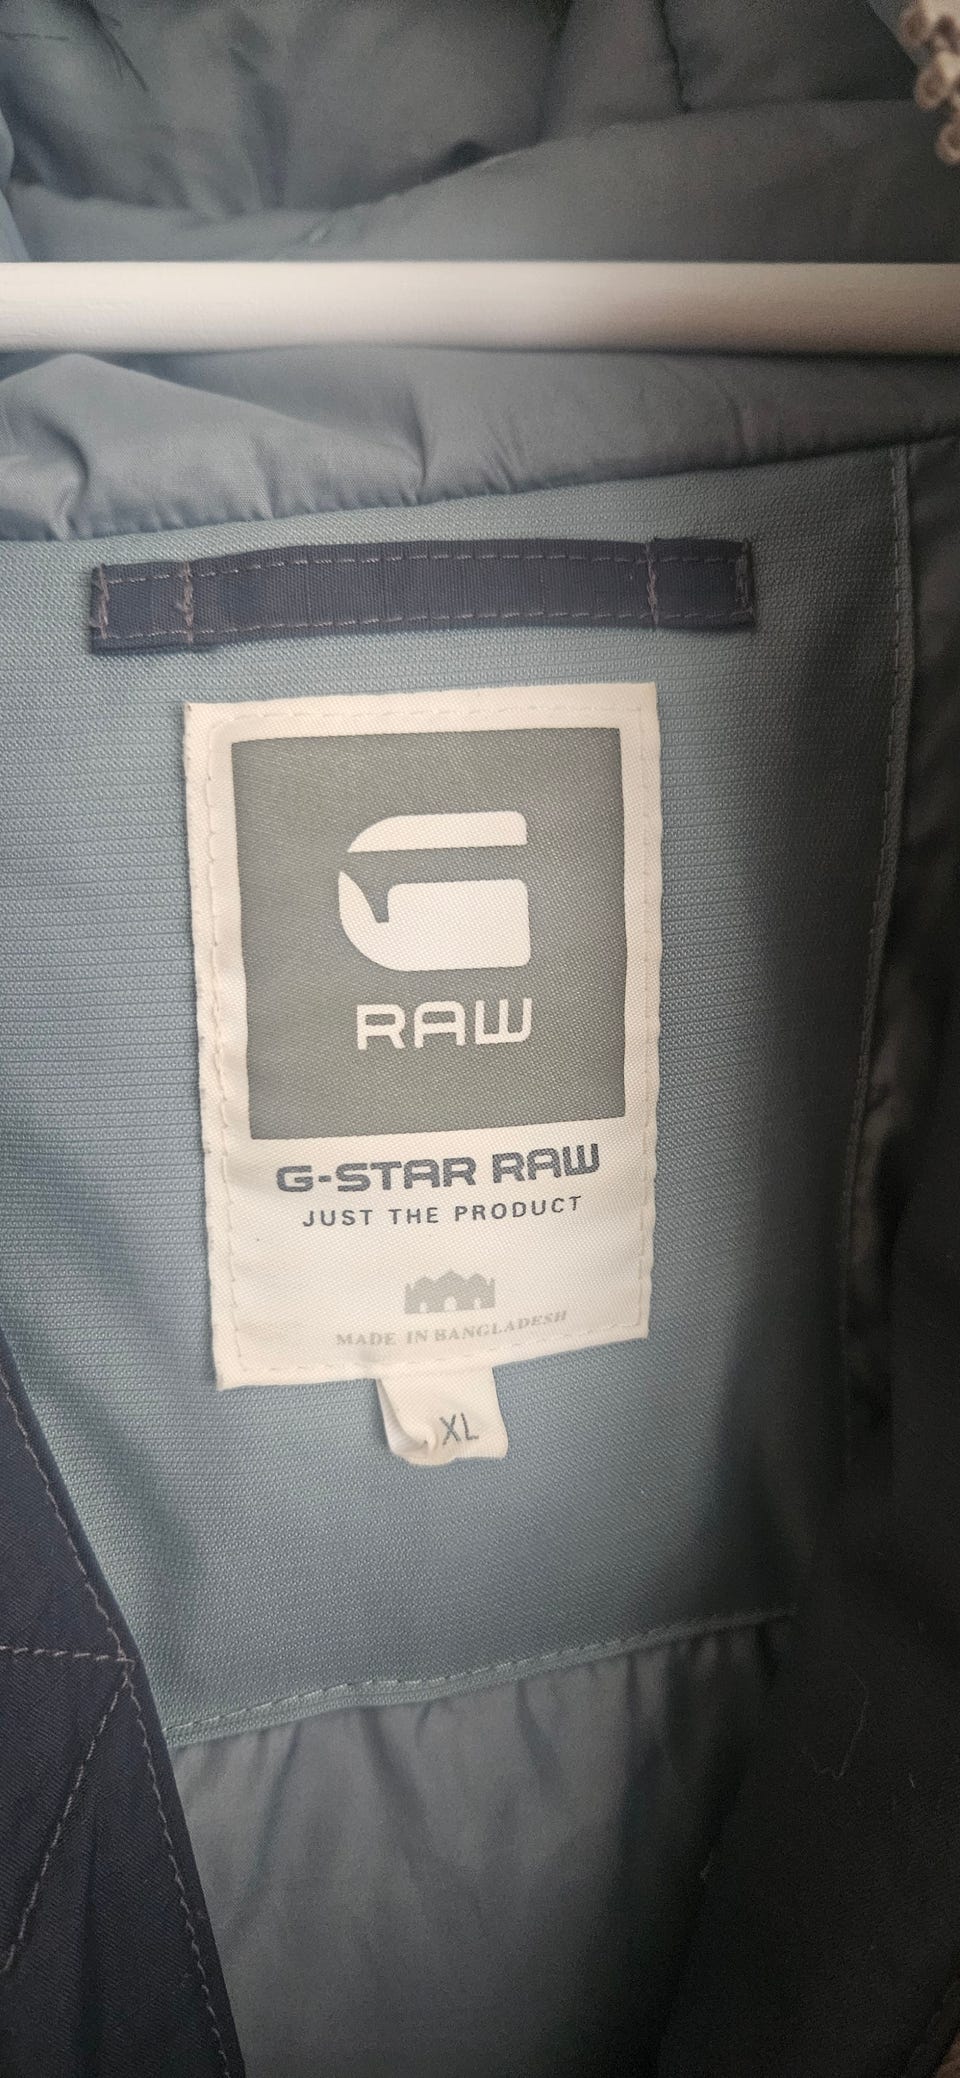 RAW
G-STAR RAW
JUST THE PRODUCT
MADE IN BANGLADESH
XL